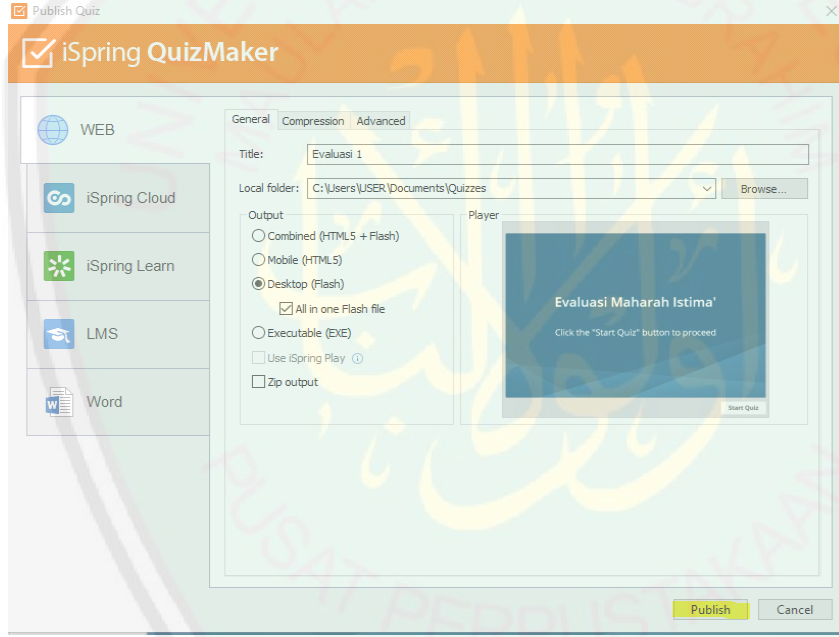 Publish Quiz
iSpring QuizMaker
WEB
iSpring Cloud
iSpring Learn
LMS
Word
General Compression Advanced
Title: Evaluasi 1
Local folder: C:\Users\USER\Documents\Quizzes Browse...
Output
Combined (HTML5 + Flash)
Mobile (HTML5)
Desktop (Flash)
All in one Flash file
Executable (EXE)
Use iSpring Play
Zip output
Player
Evaluasi Maharah Istima'
Click the "Start Quiz" button to proceed
Start Quiz
Publish Cancel
PUSAT PERPUSTAKAAN